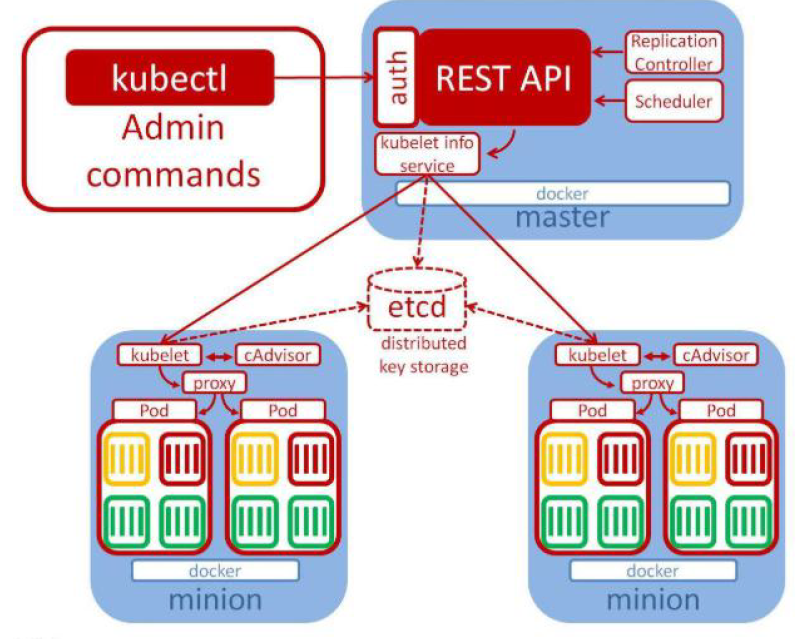 kubectl
Admin
commands
auth
REST API
Replication
Controller
Scheduler
kubelet info
service
docker
master
etcd
distributed
key storage
kubelet
cAdvisor
proxy
Pod
Pod
docker
minion
kubelet
cAdvisor
proxy
Pod
Pod
docker
minion